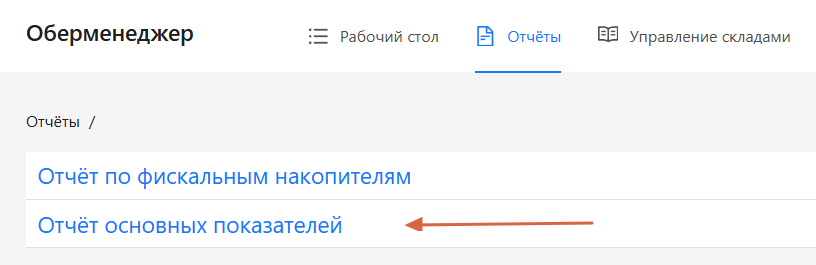 Оберменеджер
Рабочий стол
Отчёты
Управление складами
Отчёты /
Отчёт по фискальным накопителям
Отчёт основных показателей